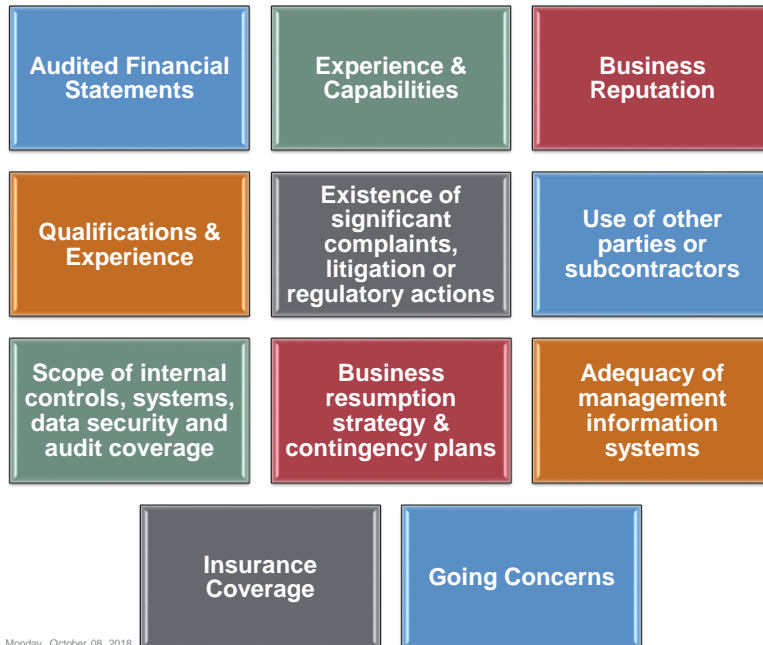 Audited Financial
Statements
Experience &
Capabilities
Business
Reputation
Qualifications &
Experience
Existence of
significant
complaints,
litigation or
regulatory actions
Use of other
parties or
subcontractors
Scope of internal
controls, systems,
data security and
audit coverage
Business
resumption
strategy &
contingency plans
Adequacy of
management
information
systems
Insurance
Coverage
Going Concerns
Monday, October 08, 2018